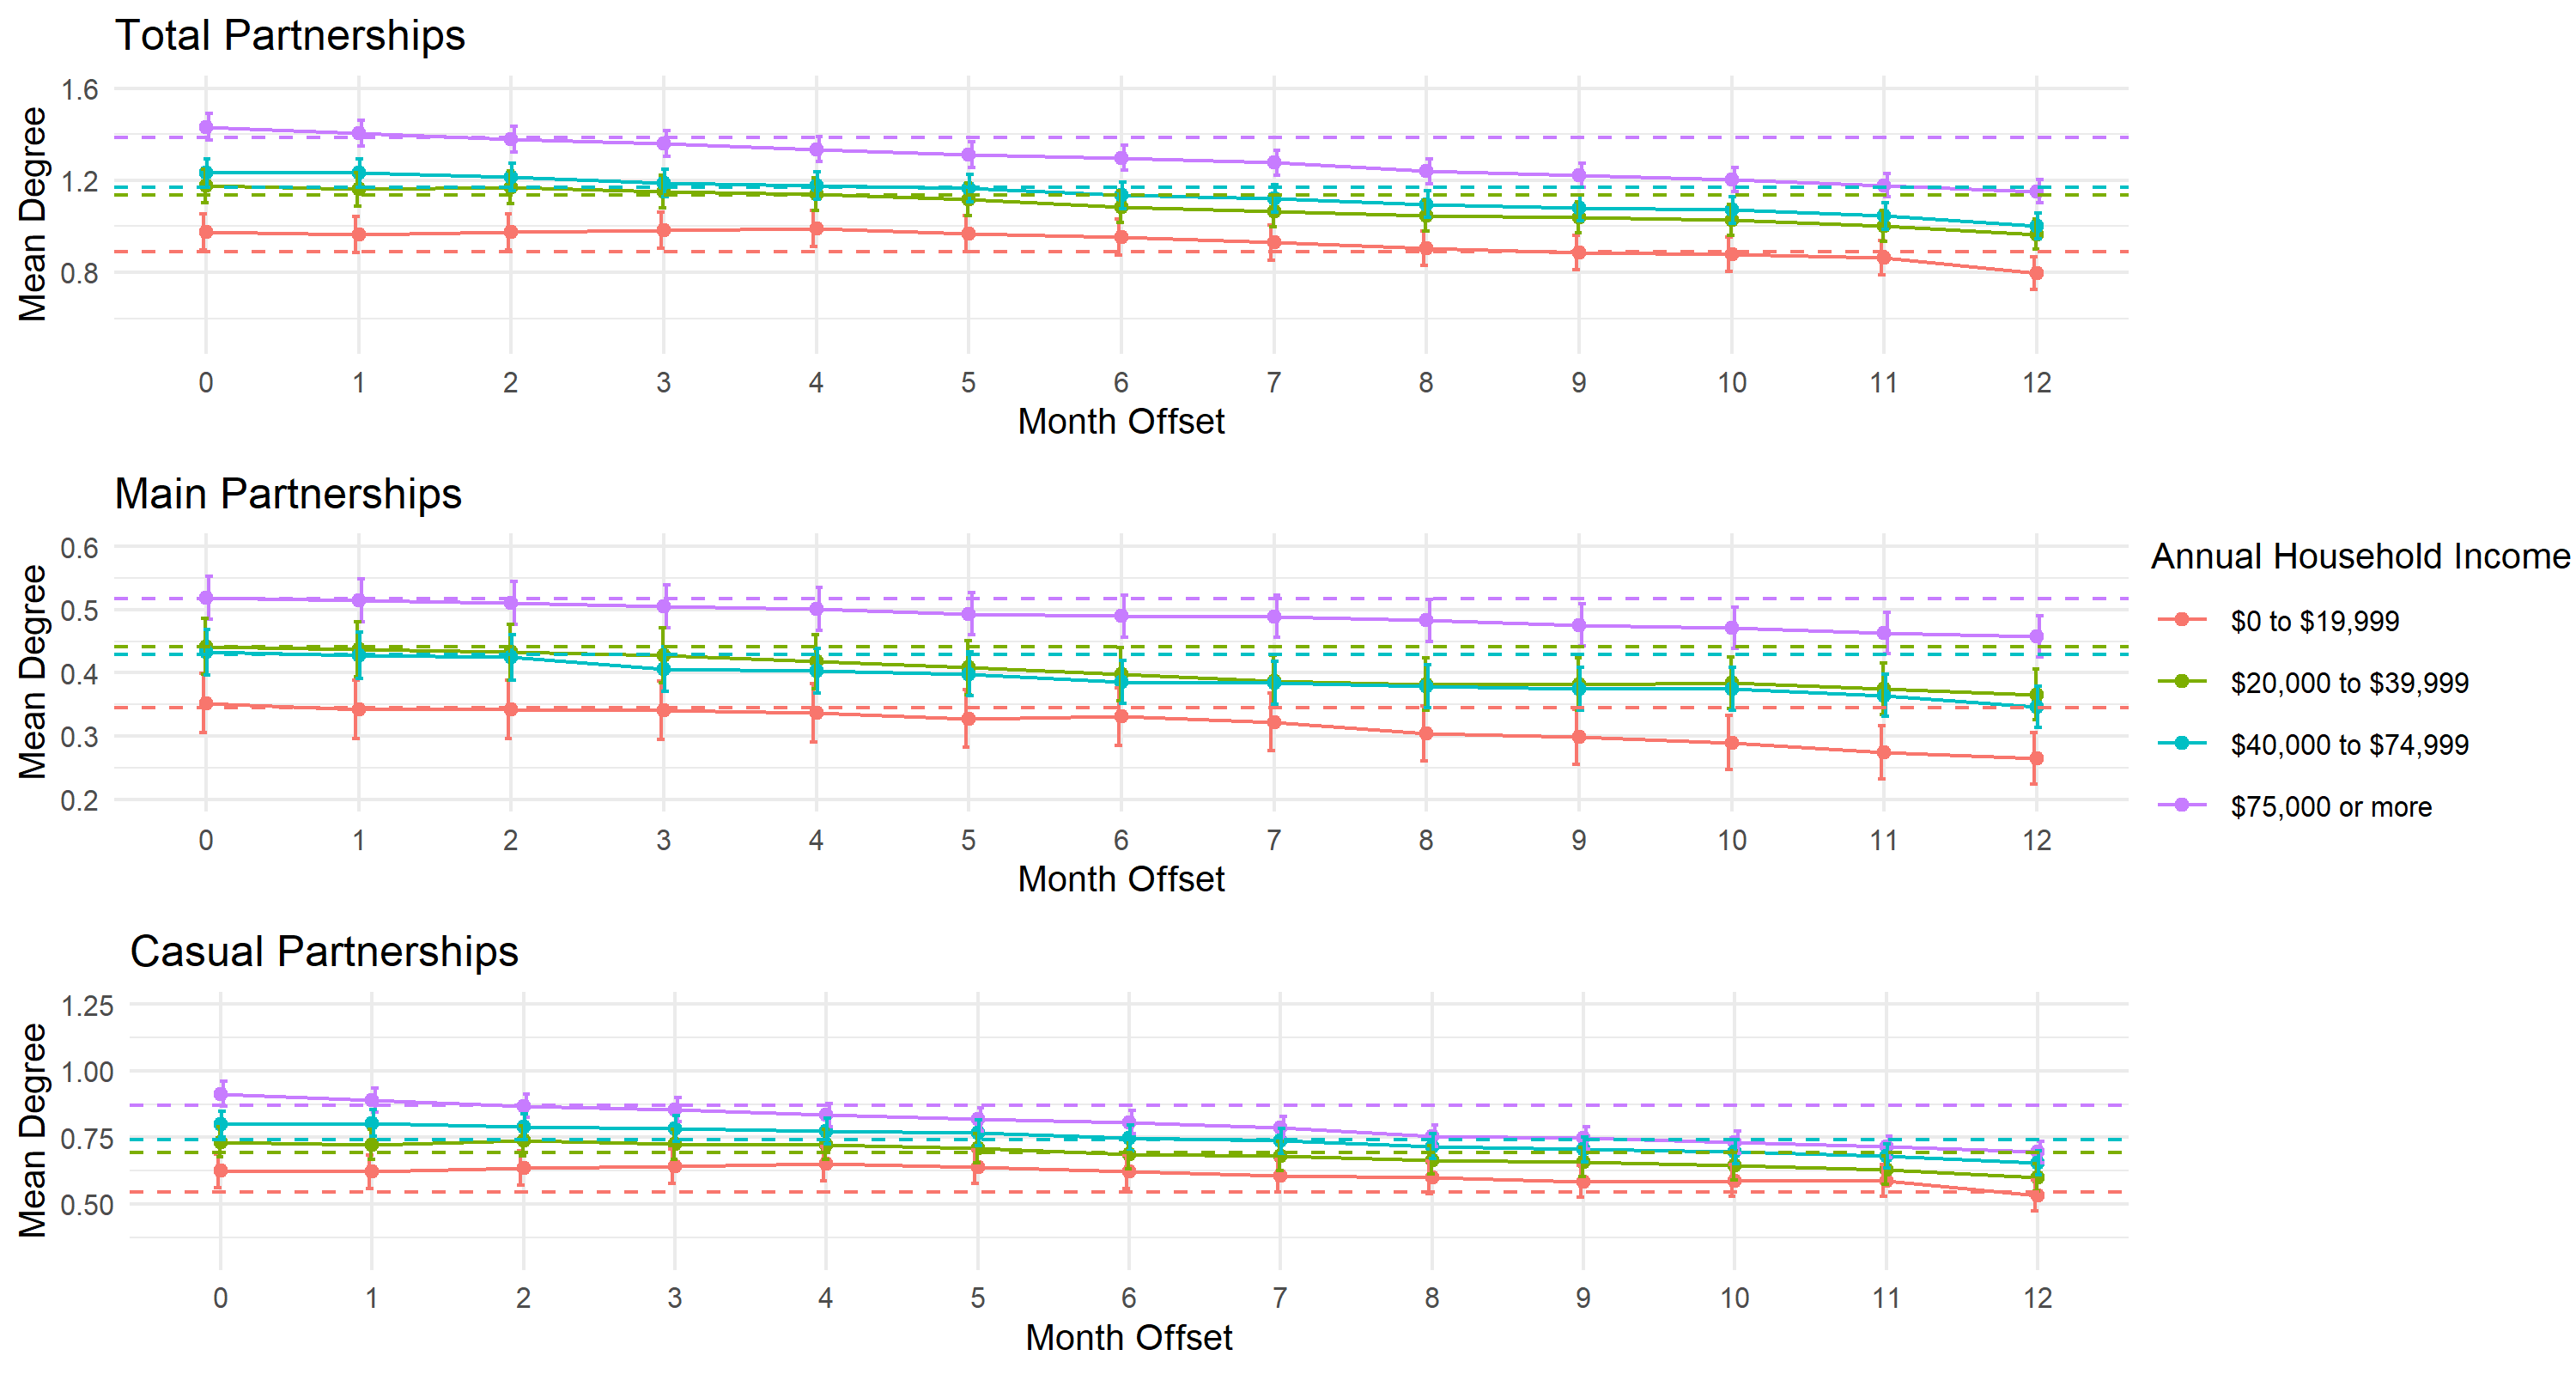 Total Partnerships
Mean Degree
1.6
1.2
0.8
0 1 2 3 4 5 6 7 8 9 10 11 12
Month Offset
Main Partnerships
Mean Degree
0.6
0.5
0.4
0.3
0.2
0 1 2 3 4 5 6 7 8 9 10 11 12
Month Offset
Casual Partnerships
Mean Degree
1.25
1.00
0.75
0.50
0 1 2 3 4 5 6 7 8 9 10 11 12
Month Offset
Annual Household Income
$0 to $19,999
$20,000 to $39,999
$40,000 to $74,999
$75,000 or more